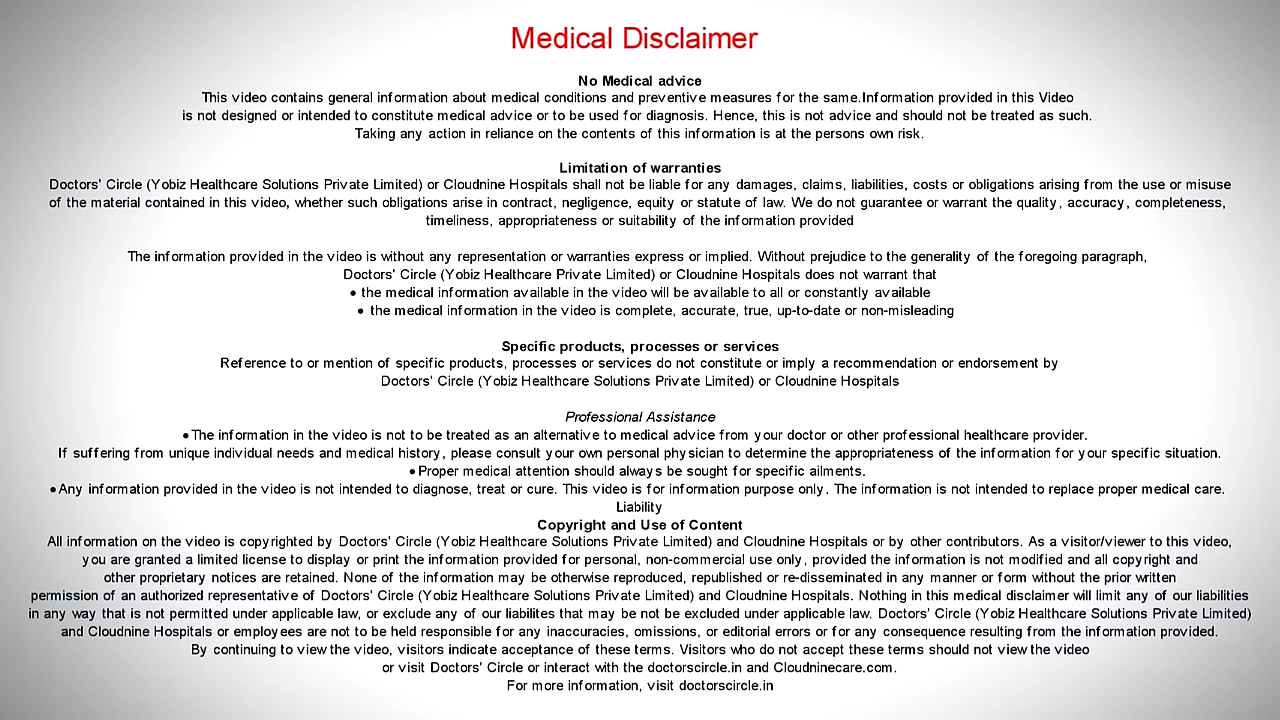 Medical Disclaimer
No Medical advice
This video contains general information about medical conditions and preventive measures for the same.Information provided in this Video
is not designed or intended to constitute medical advice or to be used for diagnosis. Hence, this is not advice and should not be treated as such.
Taking any action in reliance on the contents of this information is at the persons own risk.
Limitation of warranties
Doctors' Circle (Yobiz Healthcare Solutions Private Limited) or Cloudnine Hospitals shall not be liable for any damages, claims, liabilities, costs or obligations arising from the use or misuse
of the material contained in this video, whether such obligations arise in contract, negligence, equity or statute of law. We do not guarantee or warrant the quality, accuracy, completeness,
timeliness, appropriateness or suitability of the information provided
The information provided in the video is without any representation or warranties express or implied. Without prejudice to the generality of the foregoing paragraph,
Doctors' Circle (Yobiz Healthcare Private Limited) or Cloudnine Hospitals does not warrant that
• the medical information available in the video will be available to all or constantly available
• the medical information in the video is complete, accurate, true, up-to-date or non-misleading
Specific products, processes or services
Reference to or mention of specific products, processes or services do not constitute or imply a recommendation or endorsement by
Doctors' Circle (Yobiz Healthcare Solutions Private Limited) or Cloudnine Hospitals
Professional Assistance
•The information in the video is not to be treated as an alternative to medical advice from your doctor or other professional healthcare provider.
If suffering from unique individual needs and medical history, please consult your own personal physician to determine the appropriateness of the information for your specific situation.
•Proper medical attention should always be sought for specific ailments.
•Any information provided in the video is not intended to diagnose, treat or cure. This video is for information purpose only. The information is not intended to replace proper medical care.
Liability
Copyright and Use of Content
All information on the video is copyrighted by Doctors' Circle (Yobiz Healthcare Solutions Private Limited) and Cloudnine Hospitals or by other contributors. As a visitor/viewer to this video,
you are granted a limited license to display or print the information provided for personal, non-commercial use only, provided the information is not modified and all copyright and
other proprietary notices are retained. None of the information may be otherwise reproduced, republished or re-disseminated in any manner or form without the prior written
permission of an authorized representative of Doctors' Circle (Yobiz Healthcare Solutions Private Limited) and Cloudnine Hospitals. Nothing in this medical disclaimer will limit any of our liabilities
in any way that is not permitted under applicable law, or exclude any of our liabilites that may be not be excluded under applicable law. Doctors' Circle (Yobiz Healthcare Solutions Private Limited)
and Cloudnine Hospitals or employees are not to be held responsible for any inaccuracies, omissions, or editorial errors or for any consequence resulting from the information provided.
By continuing to view the video, visitors indicate acceptance of these terms. Visitors who do not accept these terms should not view the video
or visit Doctors' Circle or interact with the doctorscircle.in and Cloudninecare.com.
For more information, visit doctorscircle.in